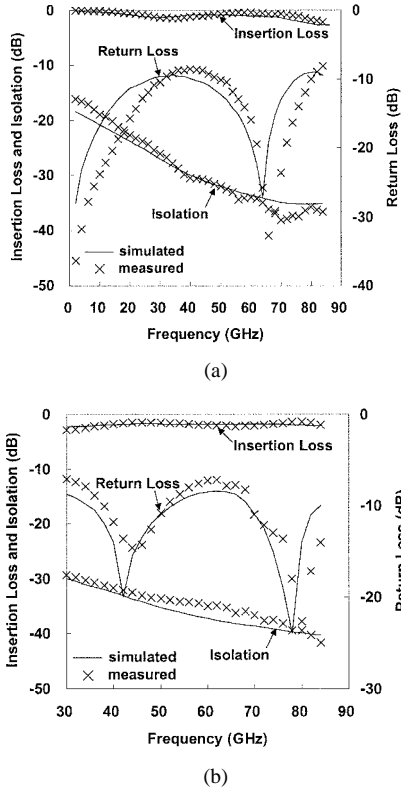 0
-10
-20
-30
-40
-50
Insertion Loss and Isolation (dB)
Insertion Loss
Return Loss
Isolation
simulated
measured
0
-10
-20
-30
-40
Return Loss (dB)
0 10 20 30 40 50 60 70 80 90
Frequency (GHz)
(a)
0
-10
-20
-30
-40
-50
Insertion Loss and Isolation (dB)
Insertion Loss
Return Loss
Isolation
simulated
measured
0
-10
-20
-30
Return Loss (dB)
30 40 50 60 70 80 90
Frequency (GHz)
(b)